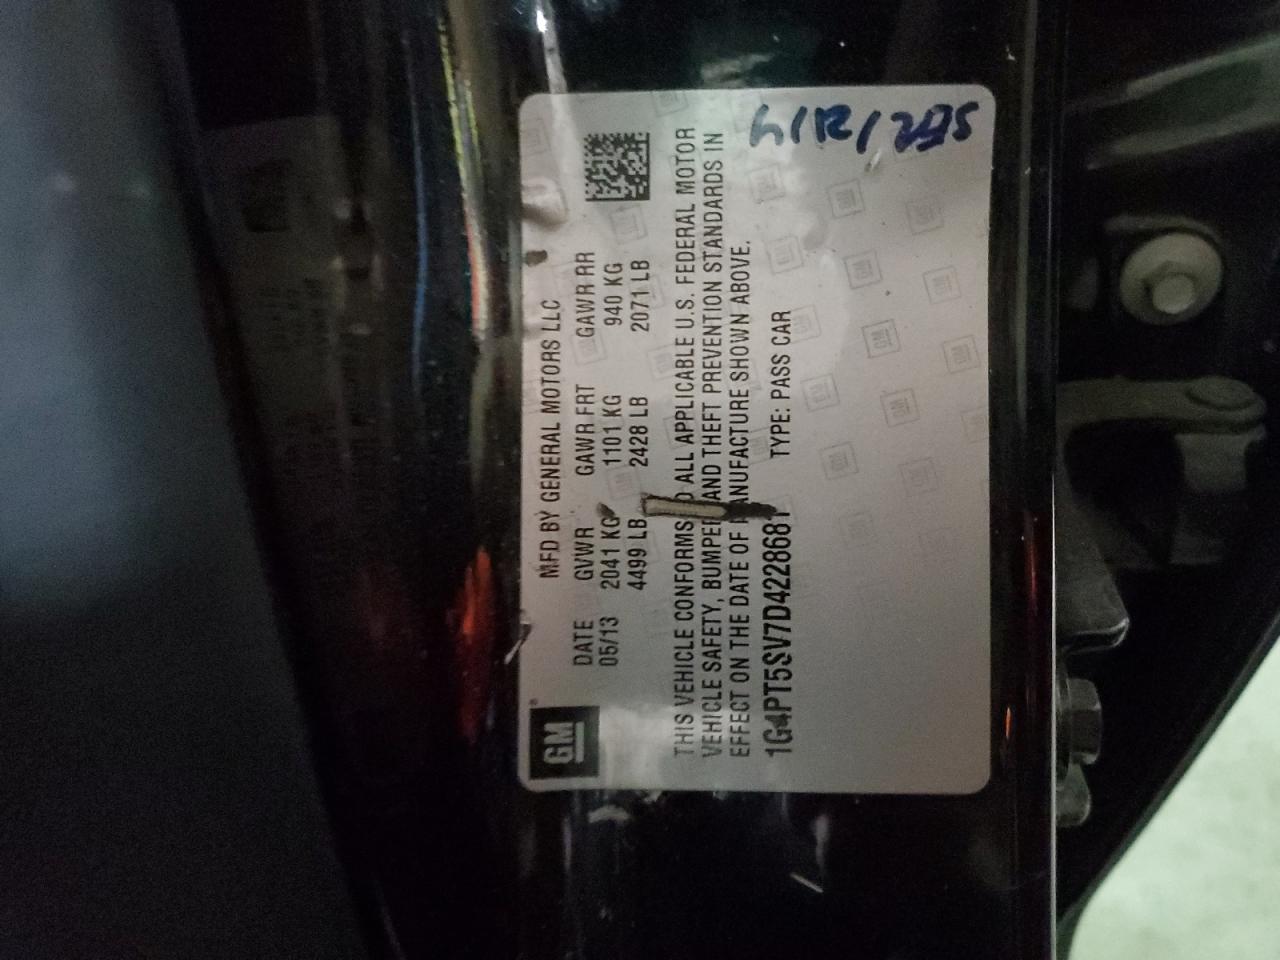 GM
MFD BY GENERAL MOTORS LLC
DATE GVWR GAWR FRT GAWR RR
05/13 2041 KG 1101 KG 940 KG
4499 LB 2428 LB 2071 LB
THIS VEHICLE CONFORMS ALL APPLICABLE U.S. FEDERAL MOTOR
VEHICLE SAFETY, BUMPER AND THEFT PREVENTION STANDARDS IN
EFFECT ON THE DATE OF MANUFACTURE SHOWN ABOVE.
1G4PT5SV7D4228681 TYPE: PASS CAR